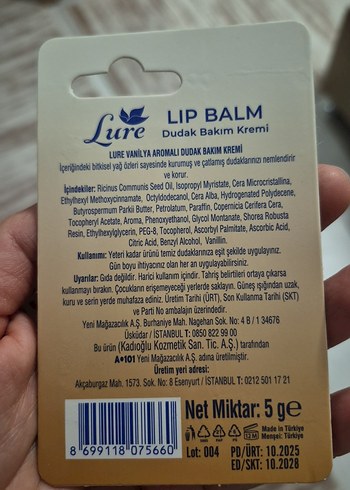 Lure
LIP BALM
Dudak Bakım Kremi
LURE VANİLYA AROMALI DUDAK BAKIM KREMİ
İçeriğindeki bitkisel yağ özleri sayesinde kurumuş ve çatlamış dudaklarınızı nemlendirir
ve korur.
İçindekiler: Ricinus Communis Seed Oil, Isopropyl Myristate, Cera Microcristallina,
Ethylhexyl Methoxycinnamate, Octyldodecanol, Cera Alba, Hydrogenated Polydecene,
Butyrospermum Parkii Butter, Petrolatum, Paraffin, Copernicia Cerifera Cera,
Tocopheryl Acetate, Aroma, Phenoxyethanol, Glycol Montanate, Shorea Robusta
Resin, Ethylhexylglycerin, PEG-8, Tocopherol, Ascorbyl Palmitate, Ascorbic Acid,
Citric Acid, Benzyl Alcohol, Vanillin.
Kullanımı: Yeteri kadar ürünü temiz dudaklarınıza eşit şekilde uygulayınız.
Gün boyu ihtiyacınız olan her an uygulayabilirsiniz.
Uyarılar: Gıda değildir. Harici kullanım içindir. Tahriş belirtileri ortaya çıkarsa
kullanmayı bırakın. Çocukların erişemeyeceği yerlerde saklayın. Güneş ışığından uzak,
kuru ve serin yerde muhafaza ediniz. Üretim Tarihi (ÜRT), Son Kullanma Tarihi (SKT)
ve Parti No ambalajın üzerindedir.
Yeni Mağazacılık A.Ş. Burhaniye Mah. Nagehan Sok. No: 4 B / 1 34676
Üsküdar / İSTANBUL T: 0850 822 99 00
Bu ürün (Kadıoğlu Kozmetik San. Tic. A.Ş.) tarafından
A101 Yeni Mağazacılık A.Ş. adına üretilmiştir.
Üretim yeri adresi:
Akçaburgaz Mah. 1573. Sok. No: 8 Esenyurt / İSTANBUL T: 0212 501 17 21
Net Miktar: 5 g℮
12M
Made in Türkiye
Menşei: Türkiye
Lot: 004
PD/ÜRT: 10.2025
ED/SKT: 10.2028
8 699118 075660